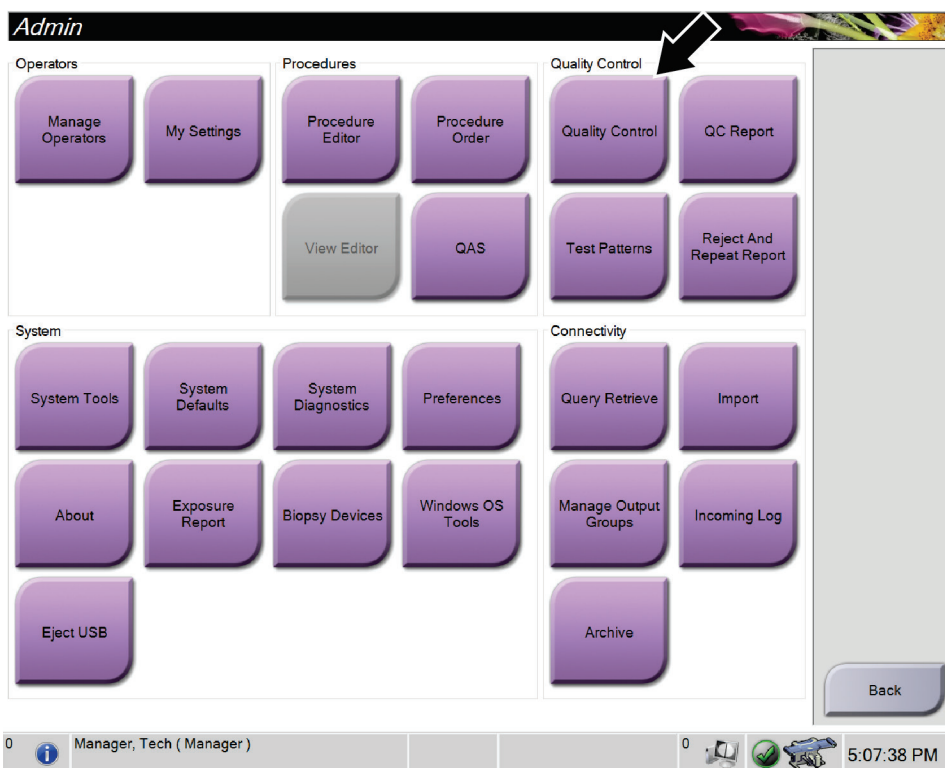 Admin
Operators
Manage
Operators
My Settings
Procedures
Procedure
Editor
Procedure
Order
View Editor
QAS
Quality Control
Quality Control
QC Report
Test Patterns
Reject And
Repeat Report
System
System Tools
System
Defaults
System
Diagnostics
Preferences
About
Exposure
Report
Biopsy Devices
Windows OS
Tools
Eject USB
Connectivity
Query Retrieve
Import
Manage Output
Groups
Incoming Log
Archive
Back
0
Manager, Tech ( Manager )
0
5:07:38 PM